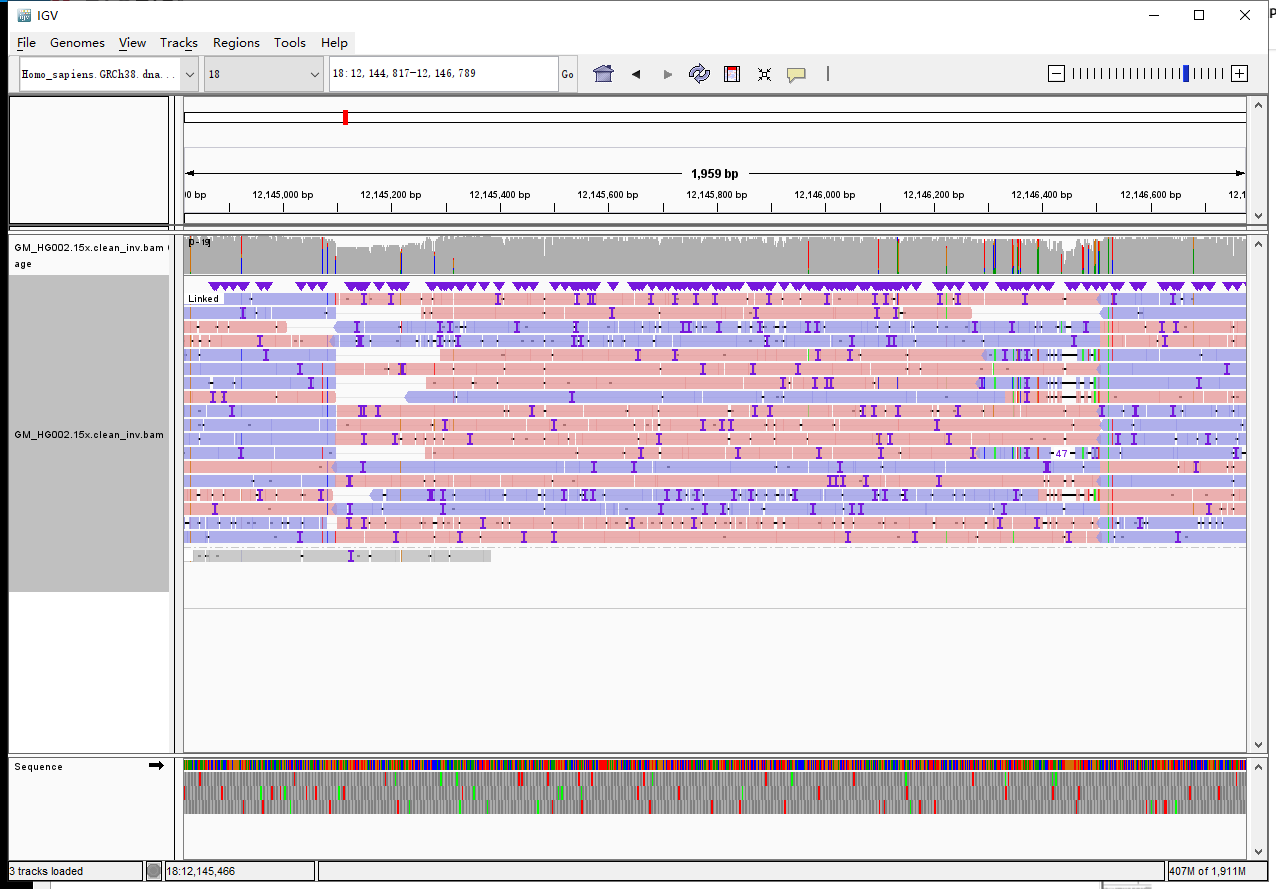 IGV
File Genomes View Tracks Regions Tools Help
Homo_sapiens.GRCh38.dna... 18 18:12,144,817-12,146,789 Go
1,959 bp
00 bp 12,145,000 bp 12,145,200 bp 12,145,400 bp 12,145,600 bp 12,145,800 bp 12,146,000 bp 12,146,200 bp 12,146,400 bp 12,146,600 bp 12,1
GM_HG002.15x.clean_inv.bam
age
[0 - 19]
Linked
GM_HG002.15x.clean_inv.bam
47
Sequence
3 tracks loaded 18:12,145,466 407M of 1,911M